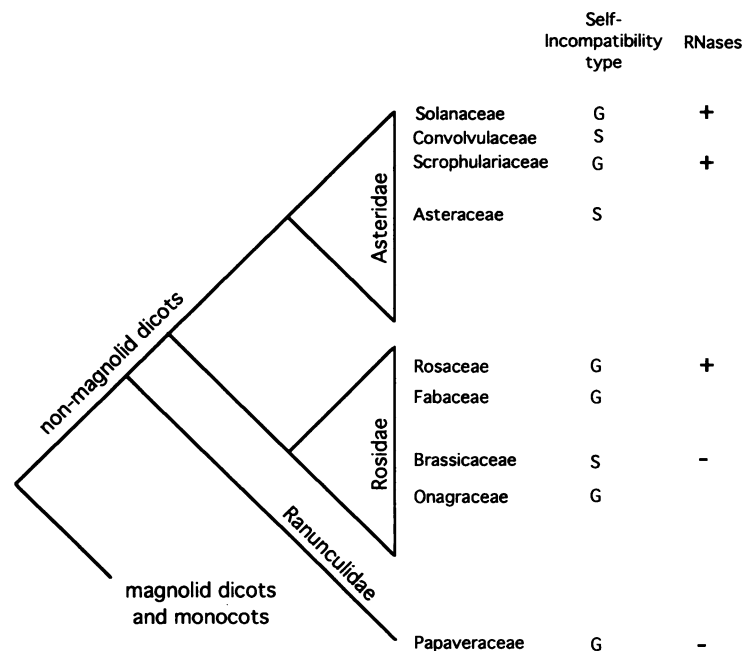 Self-
Incompatibility
type
RNases
Solanaceae G +
Convolvulaceae S
Scrophulariaceae G +
Asteraceae S
Asteridae
non-magnolid dicots
Rosaceae G +
Fabaceae G
Brassicaceae S -
Onagraceae G
Rosidae
Ranunculidae
magnolid dicots
and monocots
Papaveraceae G -